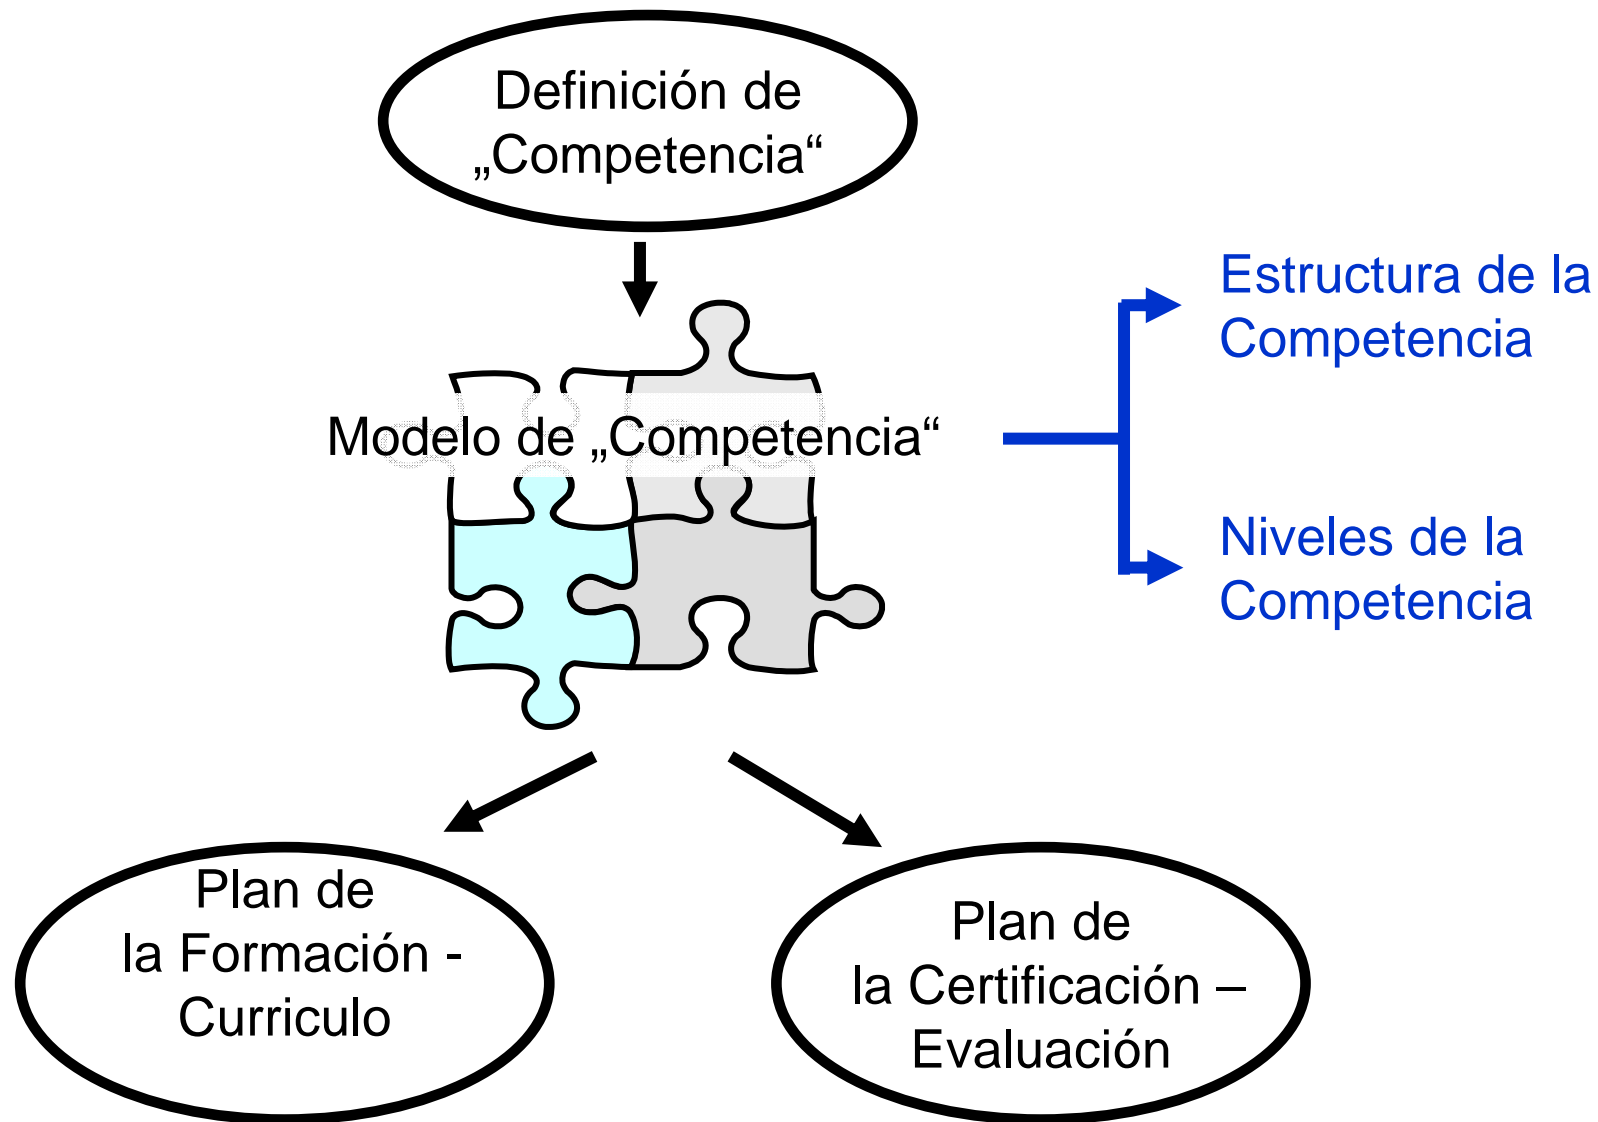 Definición de
„Competencia“
Estructura de la
Competencia
Modelo de „Competencia“
Niveles de la
Competencia
Plan de
la Formación -
Curriculo
Plan de
la Certificación –
Evaluación